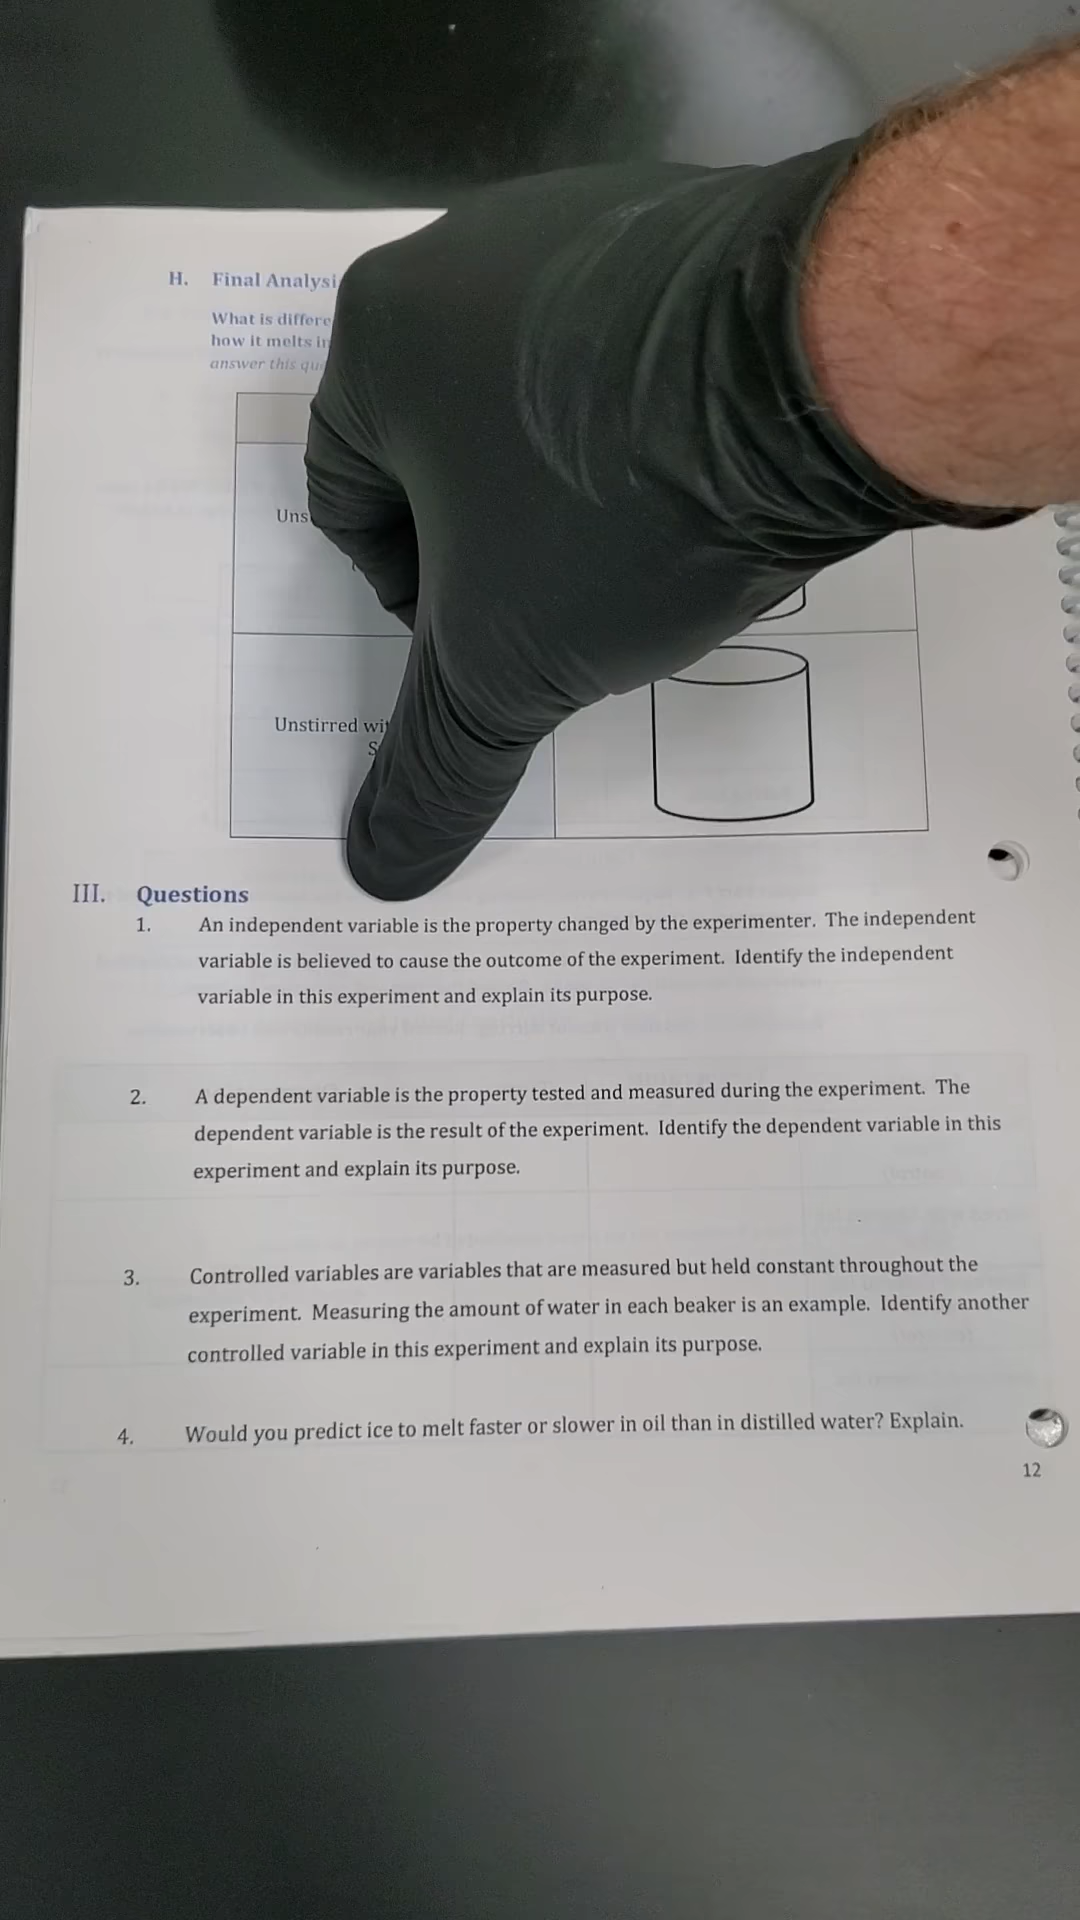 H. Final Analysi
What is differe
how it melts in
answer this
Uns
Unstirred wit
S
III. Questions
1. An independent variable is the property changed by the experimenter. The independent
variable is believed to cause the outcome of the experiment. Identify the independent
variable in this experiment and explain its purpose.
2. A dependent variable is the property tested and measured during the experiment. The
dependent variable is the result of the experiment. Identify the dependent variable in this
experiment and explain its purpose.
3. Controlled variables are variables that are measured but held constant throughout the
experiment. Measuring the amount of water in each beaker is an example. Identify another
controlled variable in this experiment and explain its purpose.
4. Would you predict ice to melt faster or slower in oil than in distilled water? Explain.
12